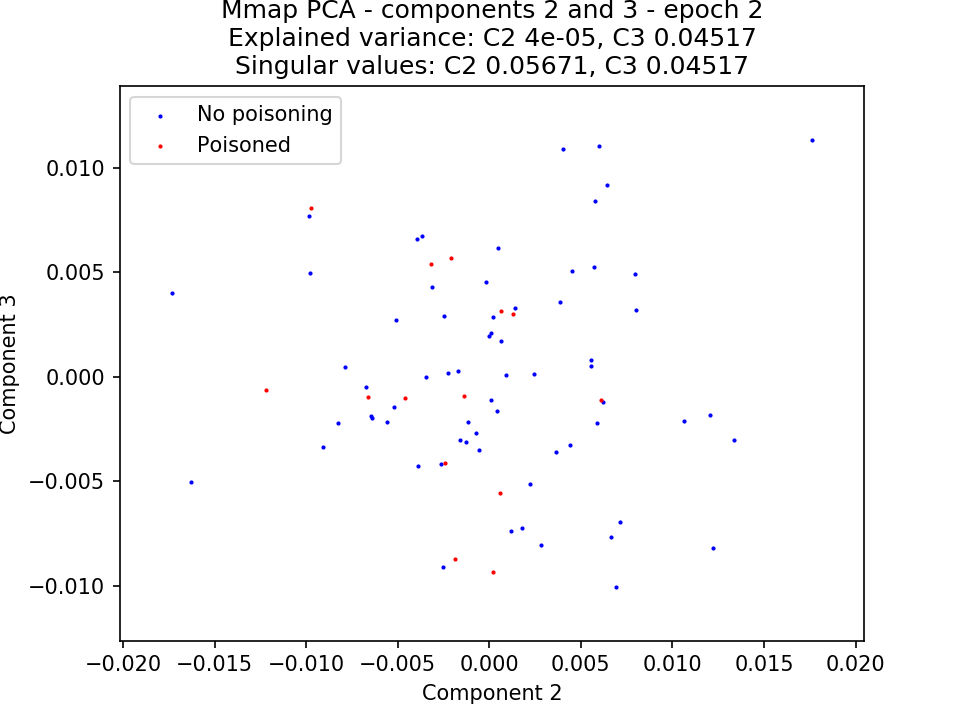 Mmap PCA - components 2 and 3 - epoch 2
Explained variance: C2 4e-05, C3 0.04517
Singular values: C2 0.05671, C3 0.04517
No poisoning
Poisoned
0.010
0.005
0.000
−0.005
−0.010
Component 3
−0.020 −0.015 −0.010 −0.005 0.000 0.005 0.010 0.015 0.020
Component 2